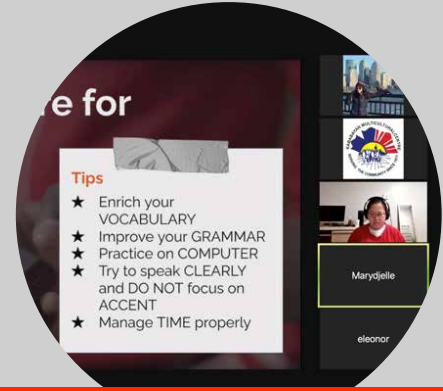 re for
Tips
★ Enrich your
VOCABULARY
★ Improve your GRAMMAR
★ Practice on COMPUTER
★ Try to speak CLEARLY
and DO NOT focus on
ACCENT
★ Manage TIME properly
Marydjelle
eleonor